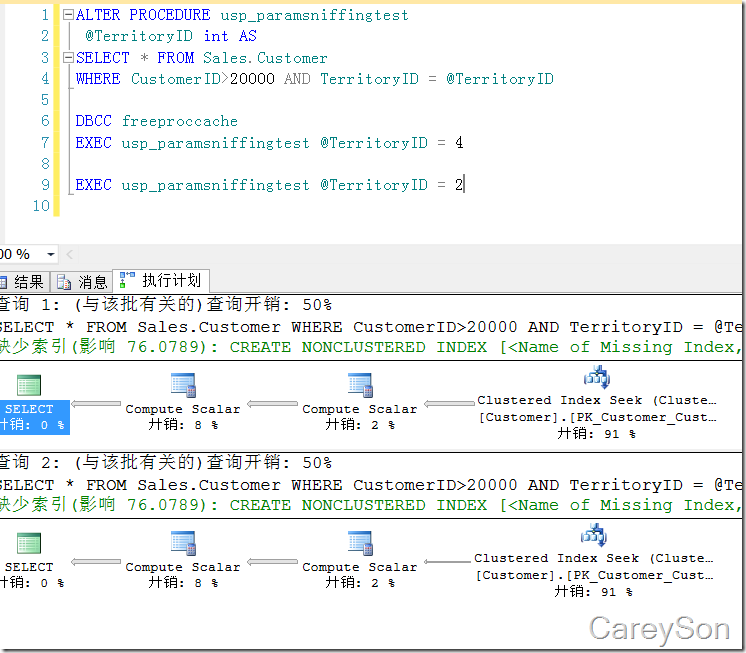 1 ALTER PROCEDURE usp_paramsniffingtest
2 @TerritoryID int AS
3 SELECT * FROM Sales.Customer
4 WHERE CustomerID>20000 AND TerritoryID = @TerritoryID
5
6 DBCC freeproccache
7 EXEC usp_paramsniffingtest @TerritoryID = 4
8
9 EXEC usp_paramsniffingtest @TerritoryID = 2
10
00 %
结果 消息 执行计划
查询 1: (与该批有关的)查询开销: 50%
SELECT * FROM Sales.Customer WHERE CustomerID>20000 AND TerritoryID = @Te
缺少索引(影响 76.0789): CREATE NONCLUSTERED INDEX [<Name of Missing Index,
SELECT
开销: 0 %
Compute Scalar
开销: 8 %
Compute Scalar
开销: 2 %
Clustered Index Seek (Cluste…
[Customer].[PK_Customer_Cust…
开销: 91 %
查询 2: (与该批有关的)查询开销: 50%
SELECT * FROM Sales.Customer WHERE CustomerID>20000 AND TerritoryID = @Te
缺少索引(影响 76.0789): CREATE NONCLUSTERED INDEX [<Name of Missing Index,
SELECT
开销: 0 %
Compute Scalar
开销: 8 %
Compute Scalar
开销: 2 %
Clustered Index Seek (Cluste…
[Customer].[PK_Customer_Cust…
开销: 91 %
CareySon